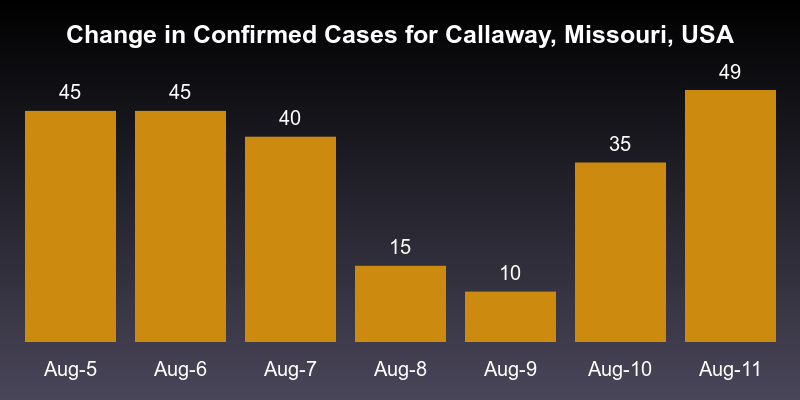 Change in Confirmed Cases for Callaway, Missouri, USA
45
45
40
15
10
35
49
Aug-5
Aug-6
Aug-7
Aug-8
Aug-9
Aug-10
Aug-11